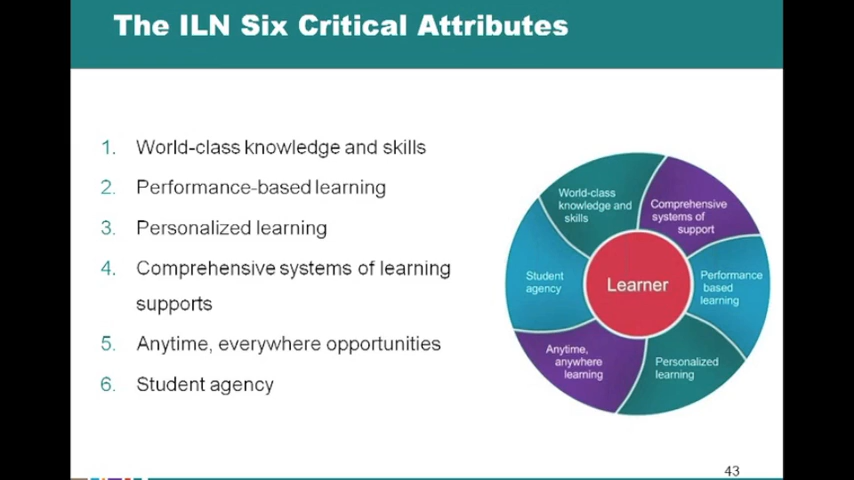 The ILN Six Critical Attributes
1. World-class knowledge and skills
2. Performance-based learning
3. Personalized learning
4. Comprehensive systems of learning
supports
5. Anytime, everywhere opportunities
6. Student agency
World-class
knowledge and
skills
Comprehensive
systems of
support
Student
agency
Learner
Performance
based
learning
Anytime,
anywhere
learning
Personalized
learning
43